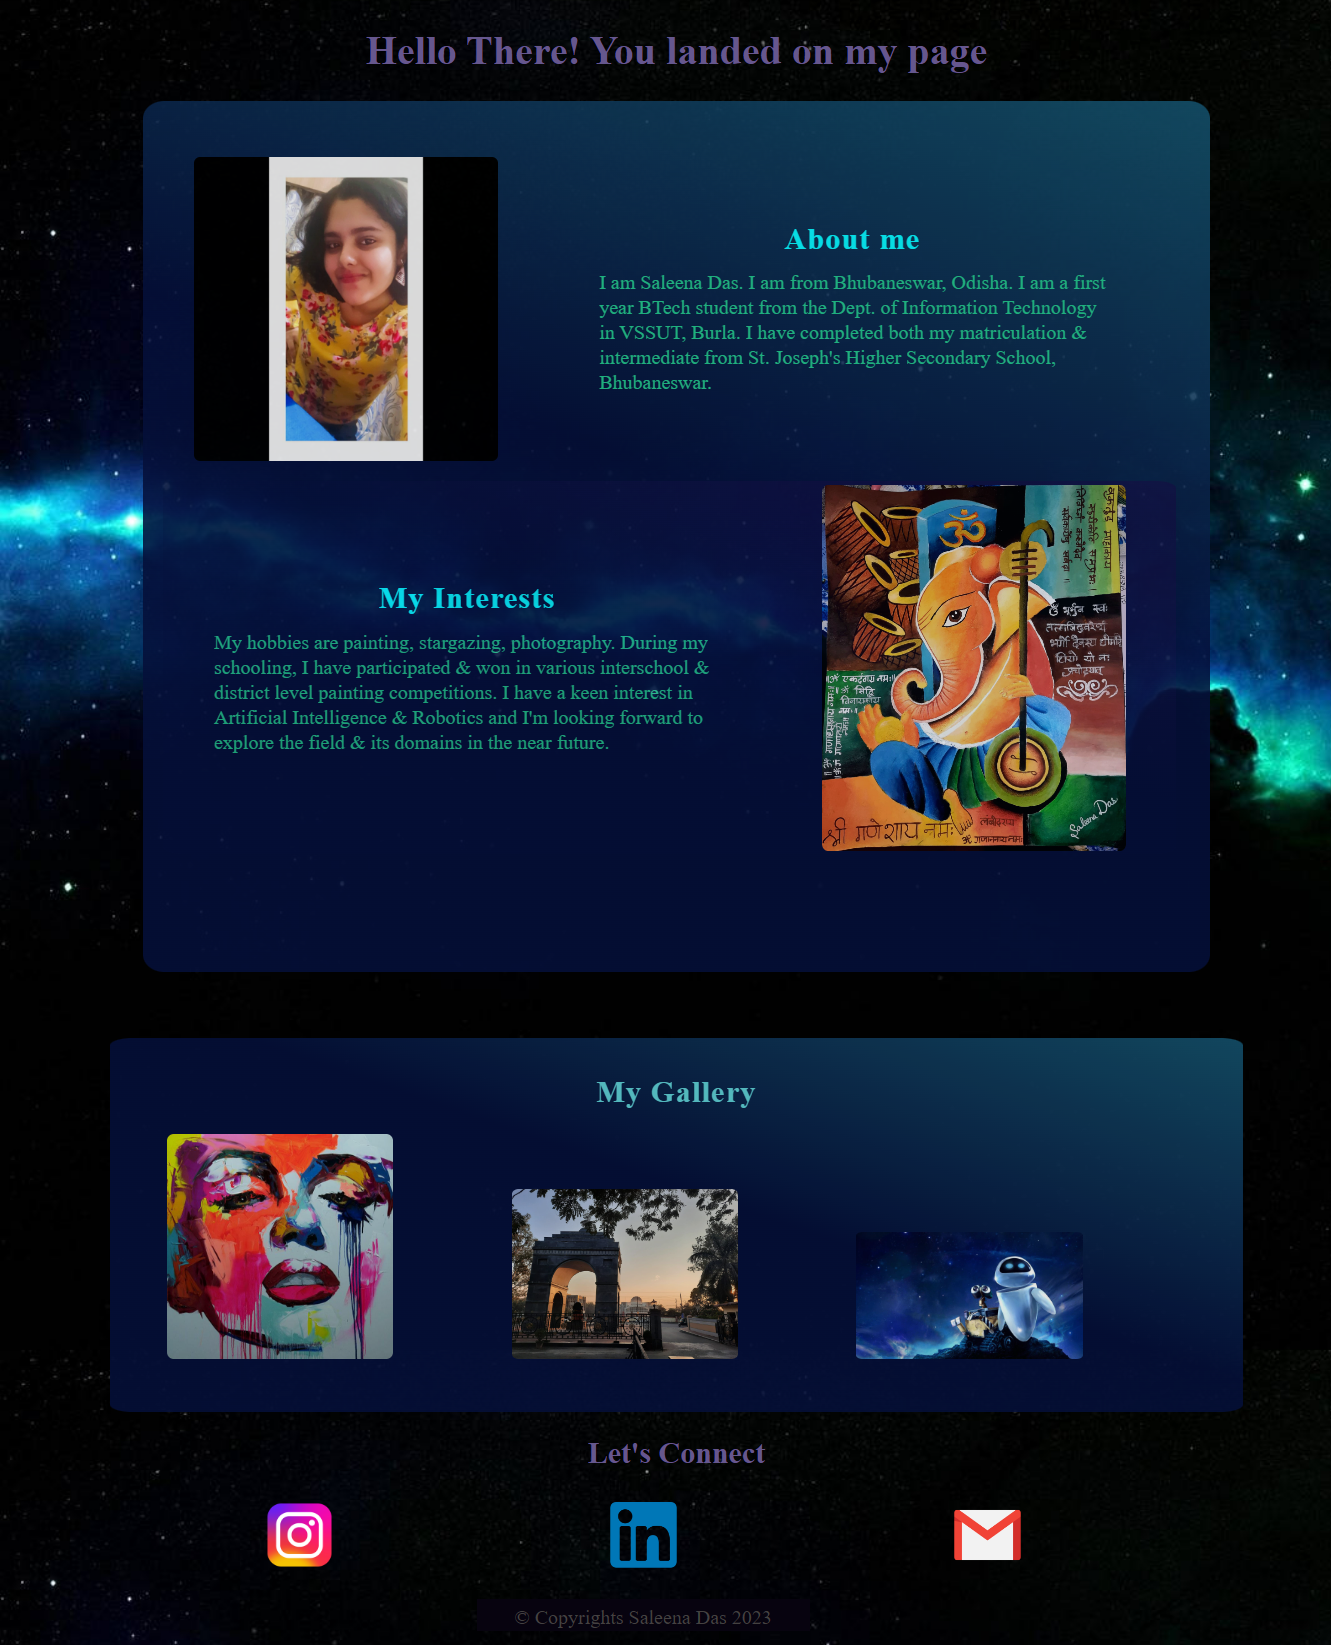 Hello There! You landed on my page
About me
I am Saleena Das. I am from Bhubaneswar, Odisha. I am a first
year BTech student from the Dept. of Information Technology
in VSSUT, Burla. I have completed both my matriculation &
intermediate from St. Joseph's Higher Secondary School,
Bhubaneswar.
ॐ
My Interests
My hobbies are painting, stargazing, photography. During my
schooling, I have participated & won in various interschool &
district level painting competitions. I have a keen interest in
Artificial Intelligence & Robotics and I'm looking forward to
explore the field & its domains in the near future.
Saleena Das
श्री गणेशाय नमः
My Gallery
Let's Connect
in
© Copyrights Saleena Das 2023